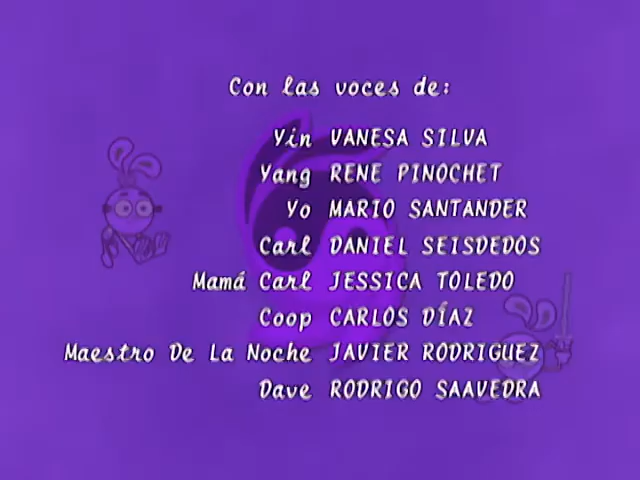 Con las voces de:
Yin VANESA SILVA
Yang RENE PINOCHET
Yo MARIO SANTANDER
Carl DANIEL SEISDEDOS
Mamá Carl JESSICA TOLEDO
Coop CARLOS DÍAZ
Maestro De La Noche JAVIER RODRIGUEZ
Dave RODRIGO SAAVEDRA